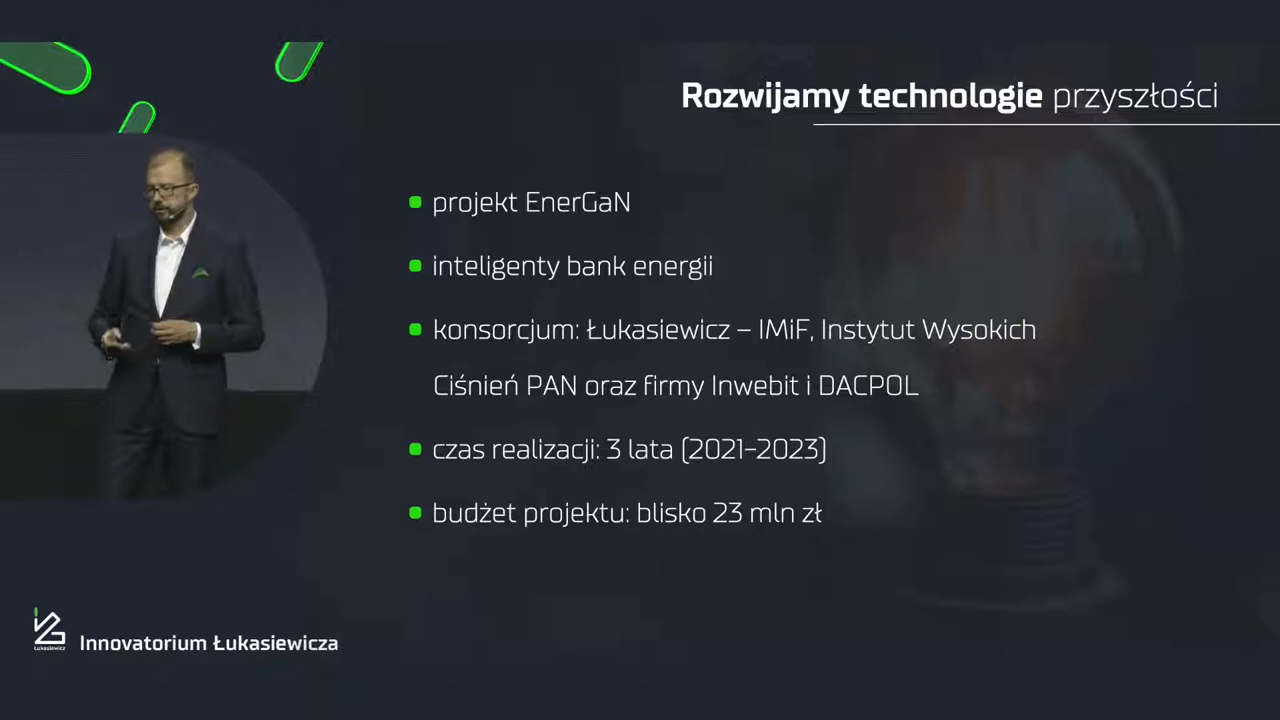 Rozwijamy technologie przyszłości
projekt EnerGaN
inteligenty bank energii
konsorcjum: Łukasiewicz – IMiF, Instytut Wysokich
Ciśnień PAN oraz firmy Inwebit i DACPOL
czas realizacji: 3 lata (2021–2023)
budżet projektu: blisko 23 mln zł
Łukasiewicz
Innovatorium Łukasiewicza